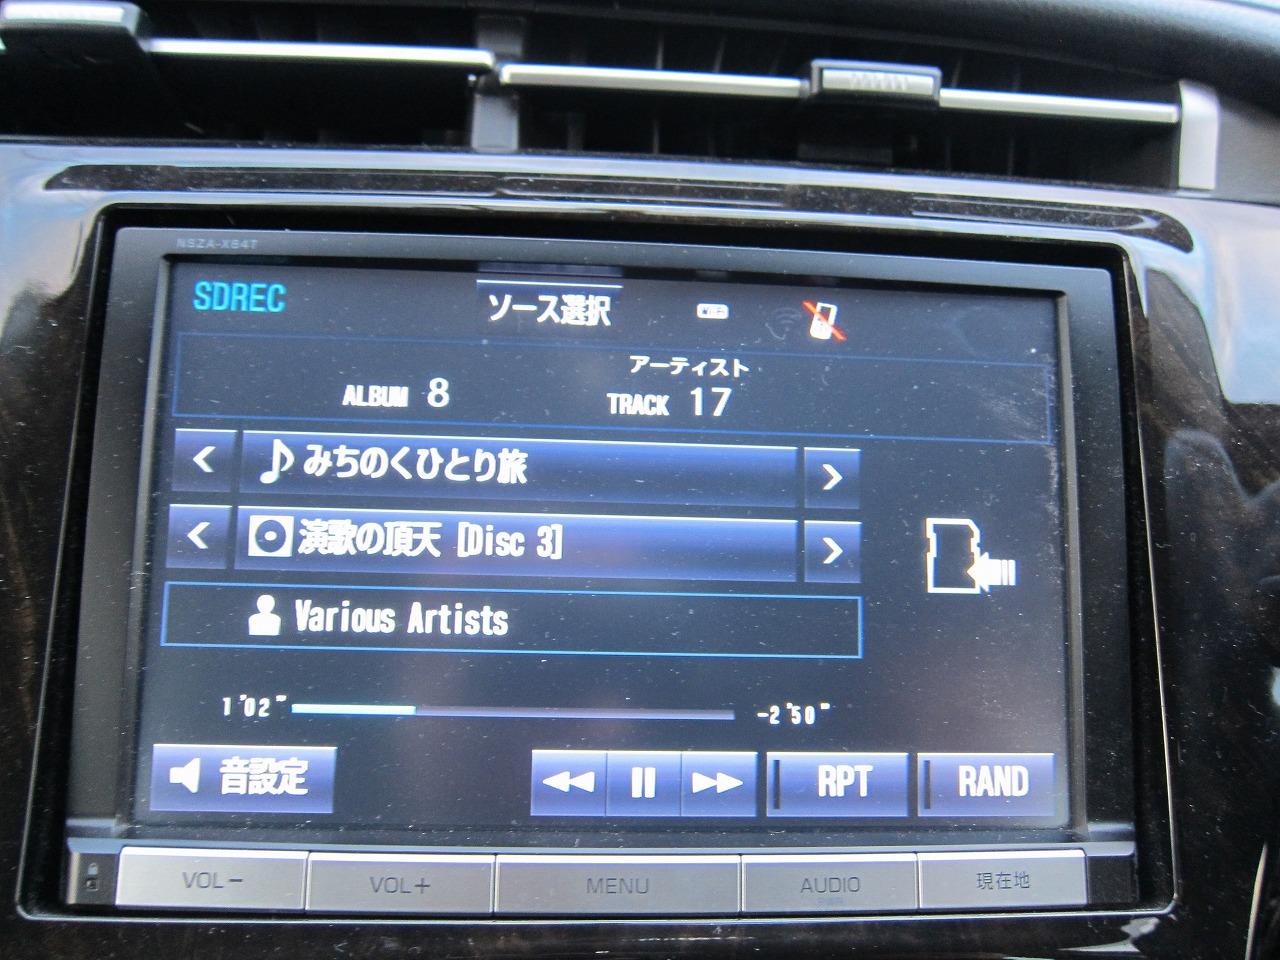 NSZA-X64T
SDREC
ソース選択
アーティスト
ALBUM 8
TRACK 17
みちのくひとり旅
演歌の頂天 [Disc 3]
Various Artists
1'02"
-2'50"
音設定
RPT
RAND
VOL−
VOL+
MENU
AUDIO
現在地